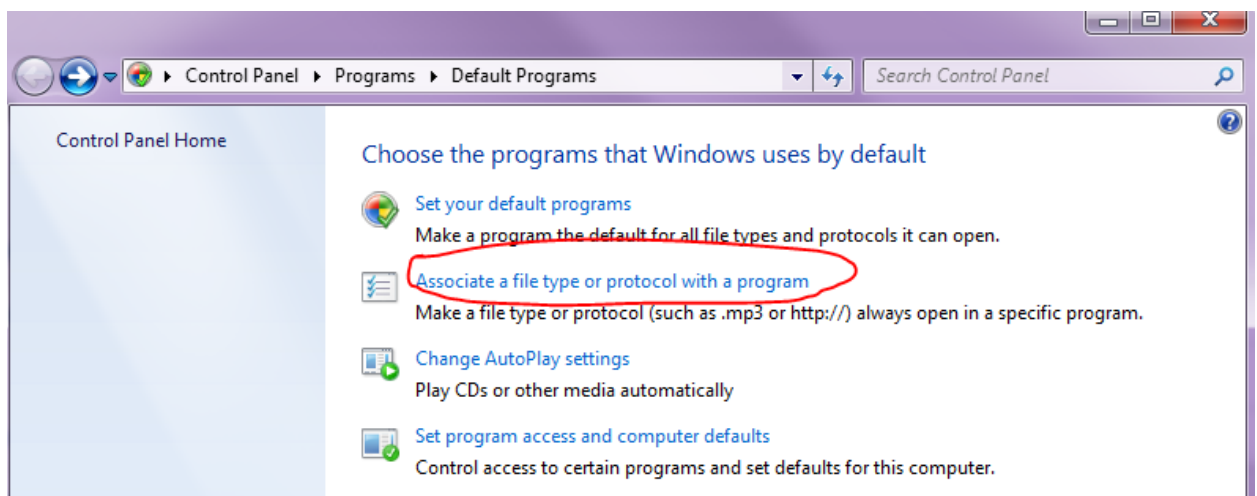 Control Panel Programs Default Programs
Search Control Panel
Control Panel Home
Choose the programs that Windows uses by default
Set your default programs
Make a program the default for all file types and protocols it can open.
Associate a file type or protocol with a program
Make a file type or protocol (such as .mp3 or http://) always open in a specific program.
Change AutoPlay settings
Play CDs or other media automatically
Set program access and computer defaults
Control access to certain programs and set defaults for this computer.